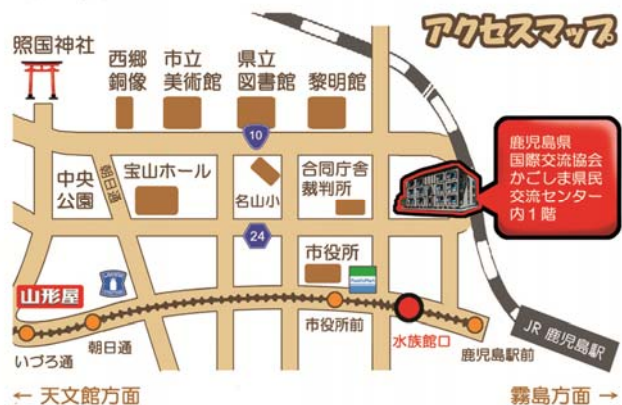 アクセスマップ
照国神社
西郷
銅像
市立
美術館
県立
図書館
黎明館
10
鹿児島県
国際交流協会
かごしま県民
交流センター
内1階
中央
公園
朝日通
宝山ホール
名山小
合同庁舎
裁判所
24
市役所
LAWSON
FamilyMart
山形屋
いづろ通
朝日通
市役所前
水族館口
鹿児島駅前
JR 鹿児島駅
← 天文館方面
霧島方面 →